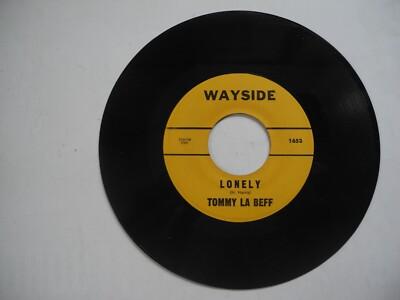 WAYSIDE
1653
LONELY
TOMMY LA BEFF